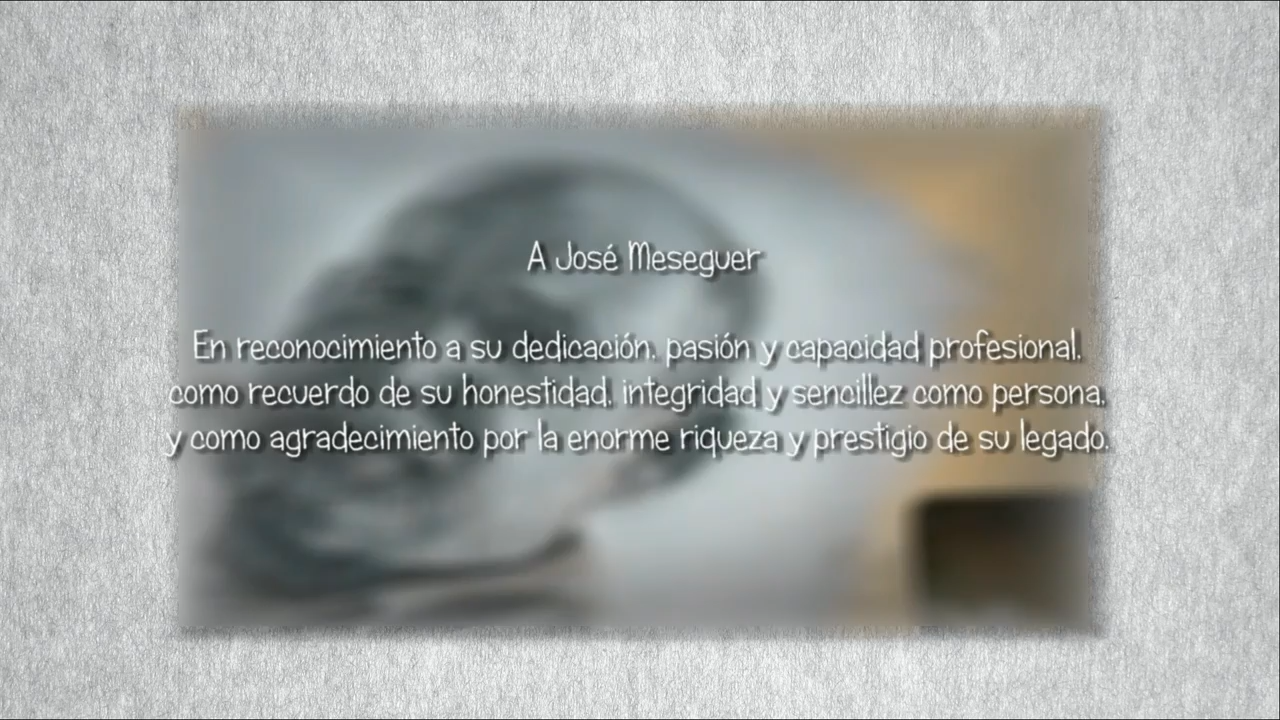 A José Meseguer
En reconocimiento a su dedicación, pasión y capacidad profesional,
como recuerdo de su honestidad, integridad y sencillez como persona,
y como agradecimiento por la enorme riqueza y prestigio de su legado.